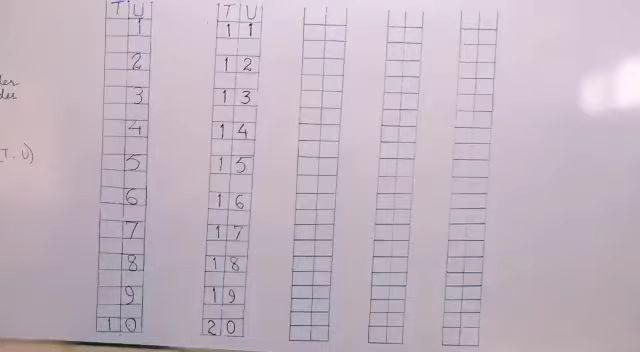 T U T U
1 1 1
2 1 2
3 1 3
4 1 4
5 1 5
(T.U)
6 1 6
7 1 7
8 1 8
9 1 9
1 0 2 0